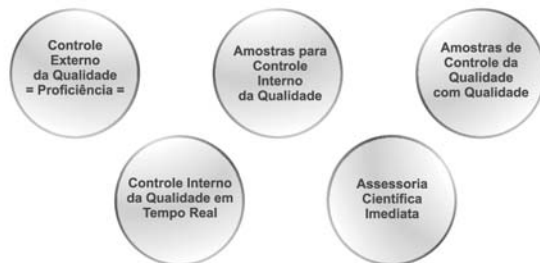 Controle
Externo
da Qualidade
= Proficiência =
Amostras para
Controle
Interno
da Qualidade
Amostras de
Controle da
Qualidade
com Qualidade
Controle Interno
da Qualidade em
Tempo Real
Assessoria
Científica
Imediata